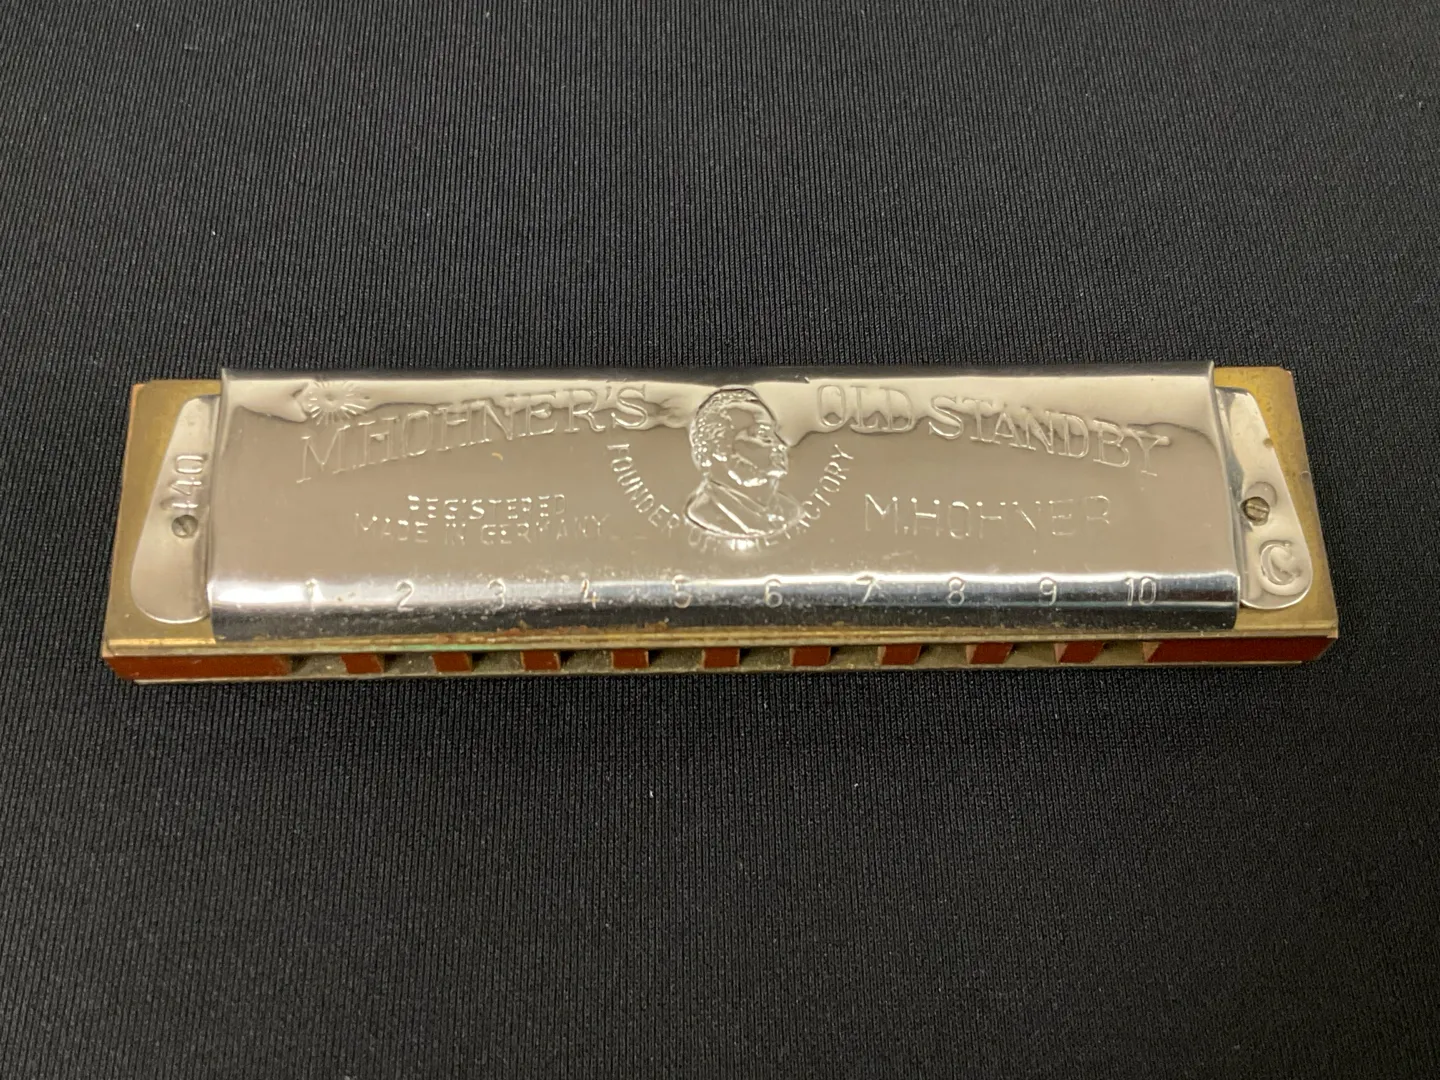 M.HOHNER'S OLD STANDBY
140
REGISTERED
MADE IN GERMANY
FOUNDER OF THE FACTORY
M.HOHNER
C
1 2 3 4 5 6 7 8 9 10